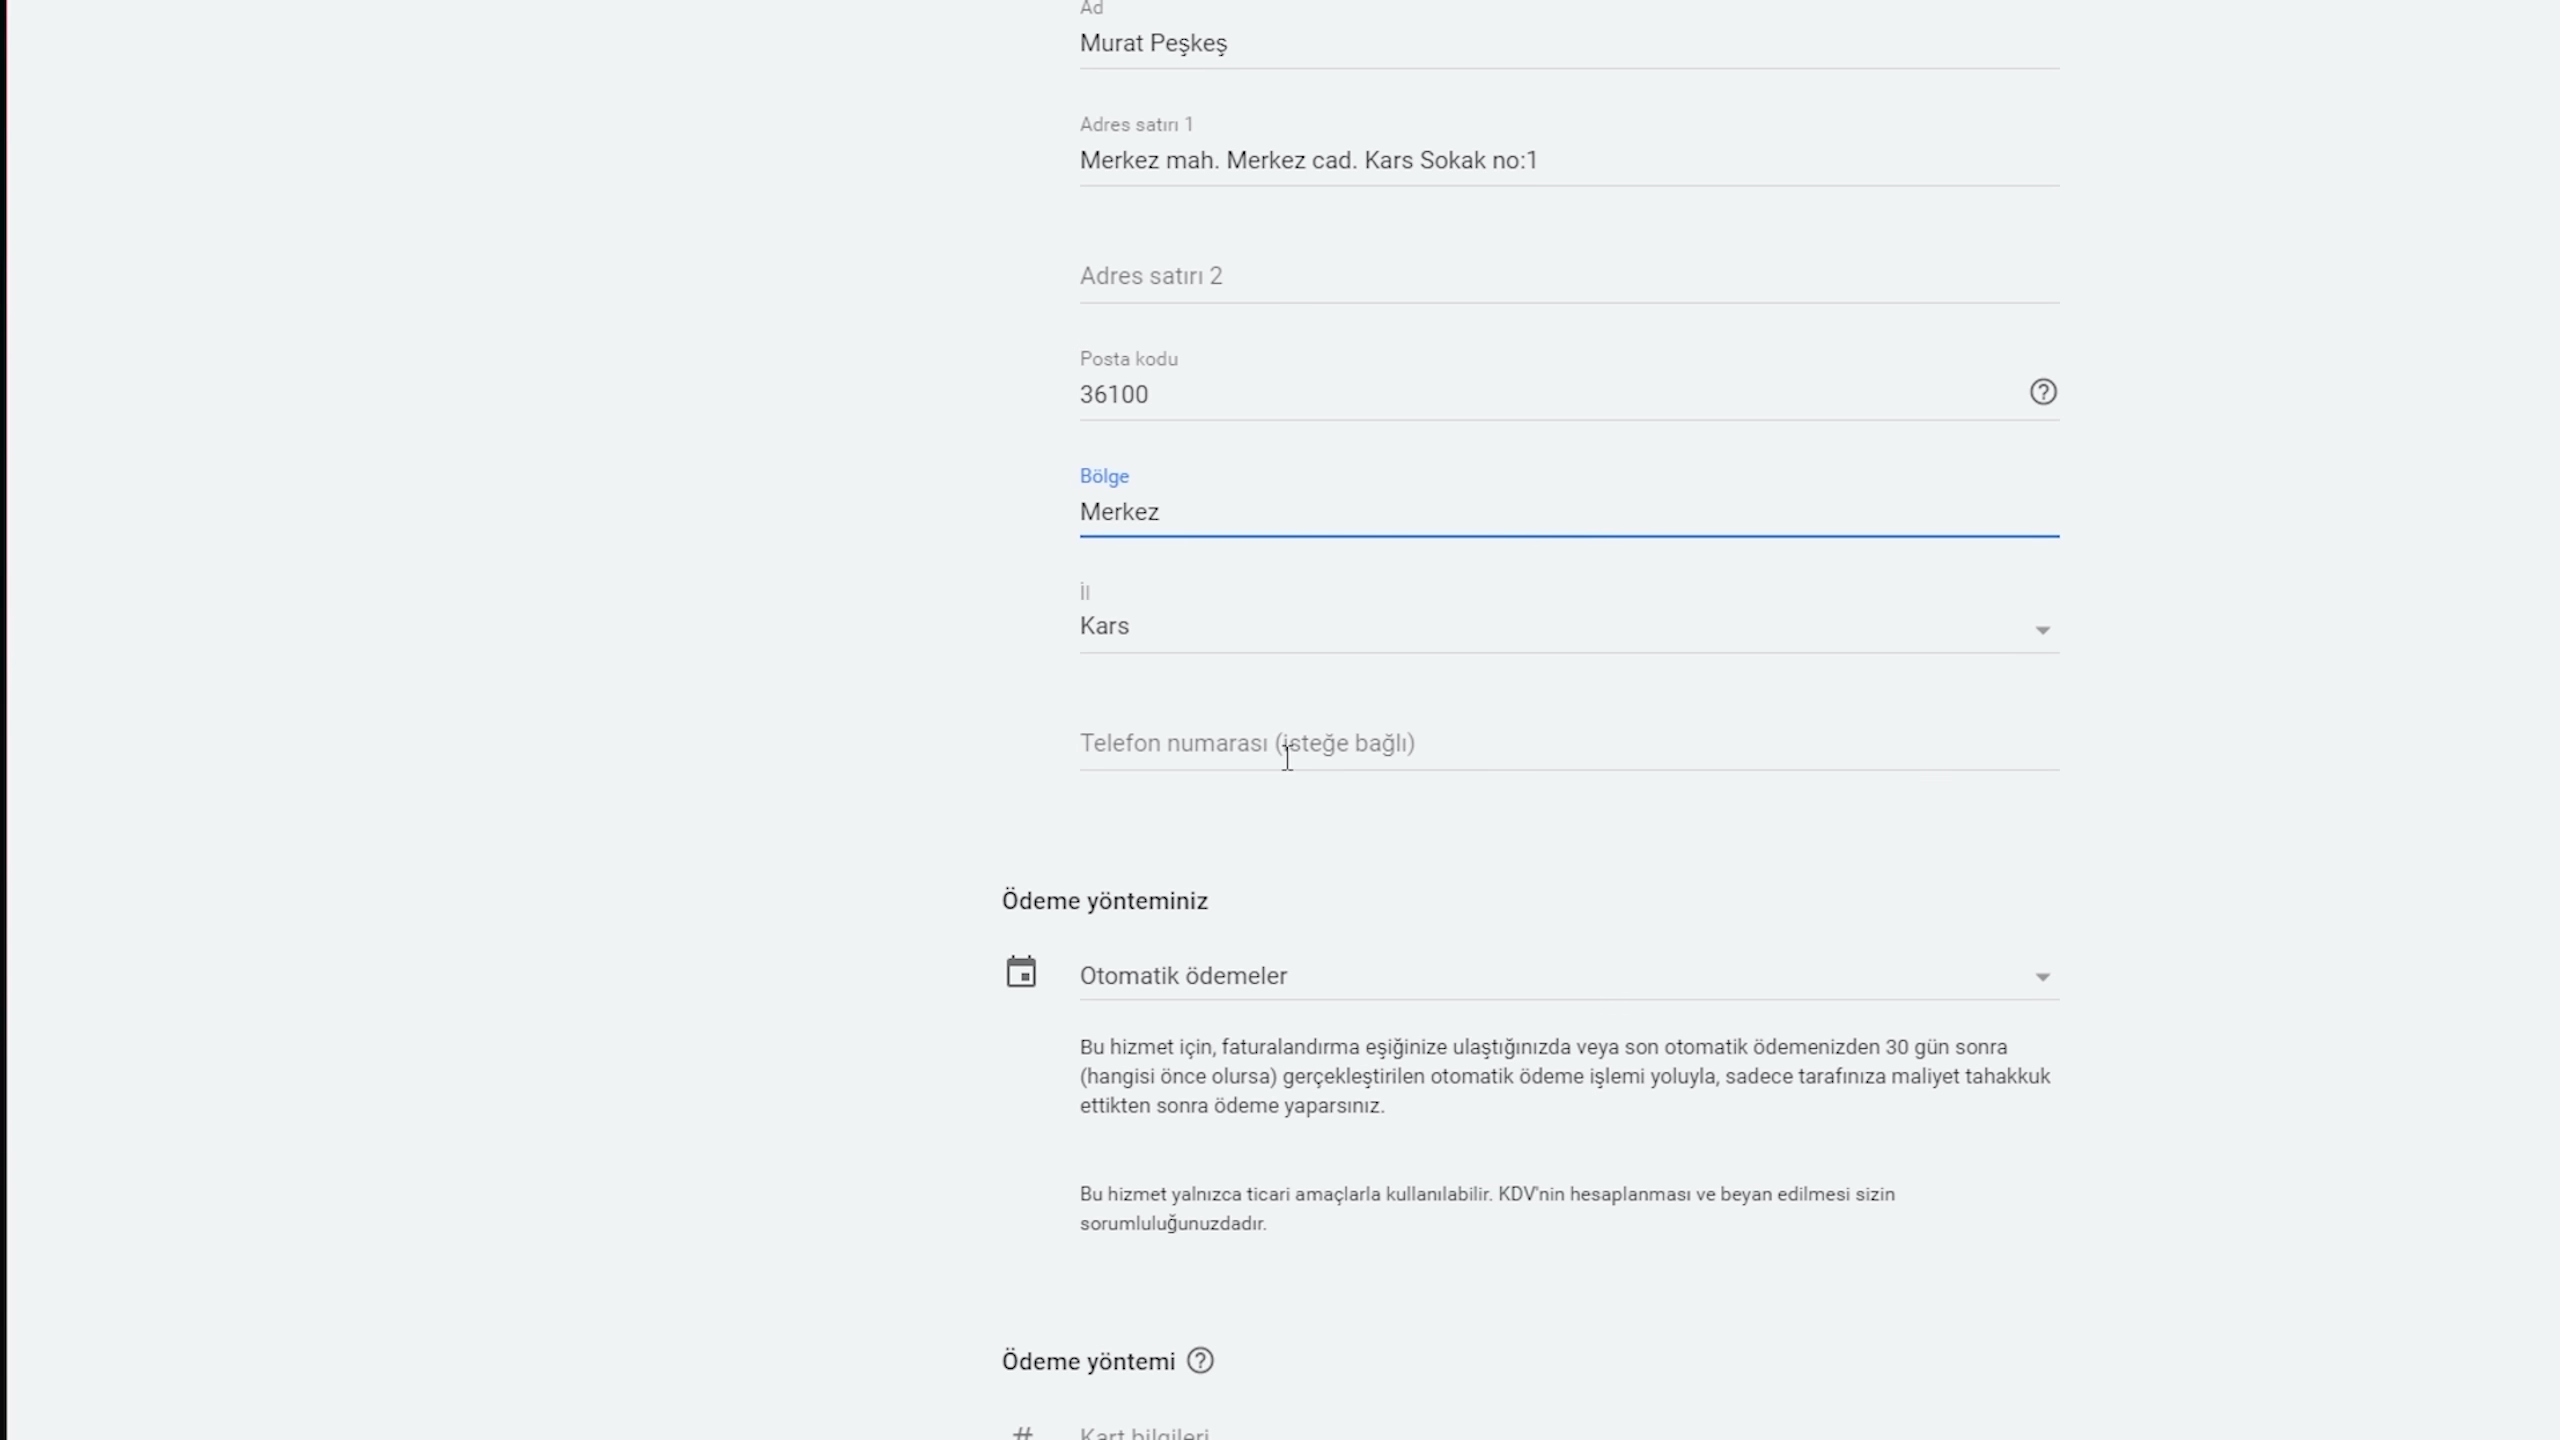 Ad
Murat Peşkeş
Adres satırı 1
Merkez mah. Merkez cad. Kars Sokak no:1
Adres satırı 2
Posta kodu
36100
Bölge
Merkez
İl
Kars
Telefon numarası (isteğe bağlı)
Ödeme yönteminiz
Otomatik ödemeler
Bu hizmet için, faturalandırma eşiğinize ulaştığınızda veya son otomatik ödemenizden 30 gün sonra
(hangisi önce olursa) gerçekleştirilen otomatik ödeme işlemi yoluyla, sadece tarafınıza maliyet tahakkuk
ettikten sonra ödeme yaparsınız.
Bu hizmet yalnızca ticari amaçlarla kullanılabilir. KDV'nin hesaplanması ve beyan edilmesi sizin
sorumluluğunuzdadır.
Ödeme yöntemi
# Kart bilgileri